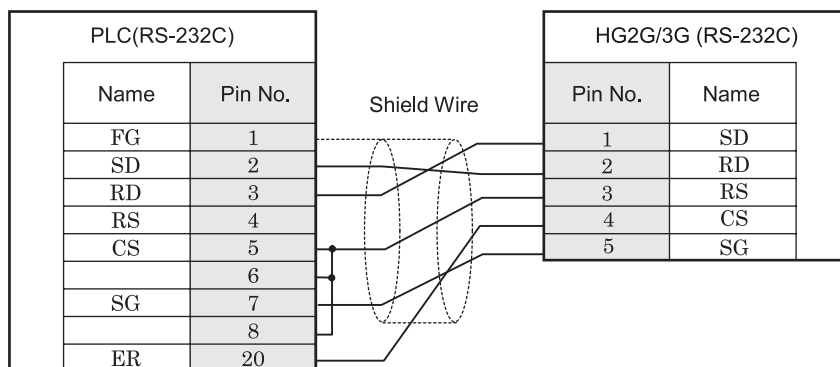 PLC(RS-232C)
Name Pin No.
FG 1
SD 2
RD 3
RS 4
CS 5
6
SG 7
8
ER 20
Shield Wire
HG2G/3G (RS-232C)
Pin No. Name
1 SD
2 RD
3 RS
4 CS
5 SG